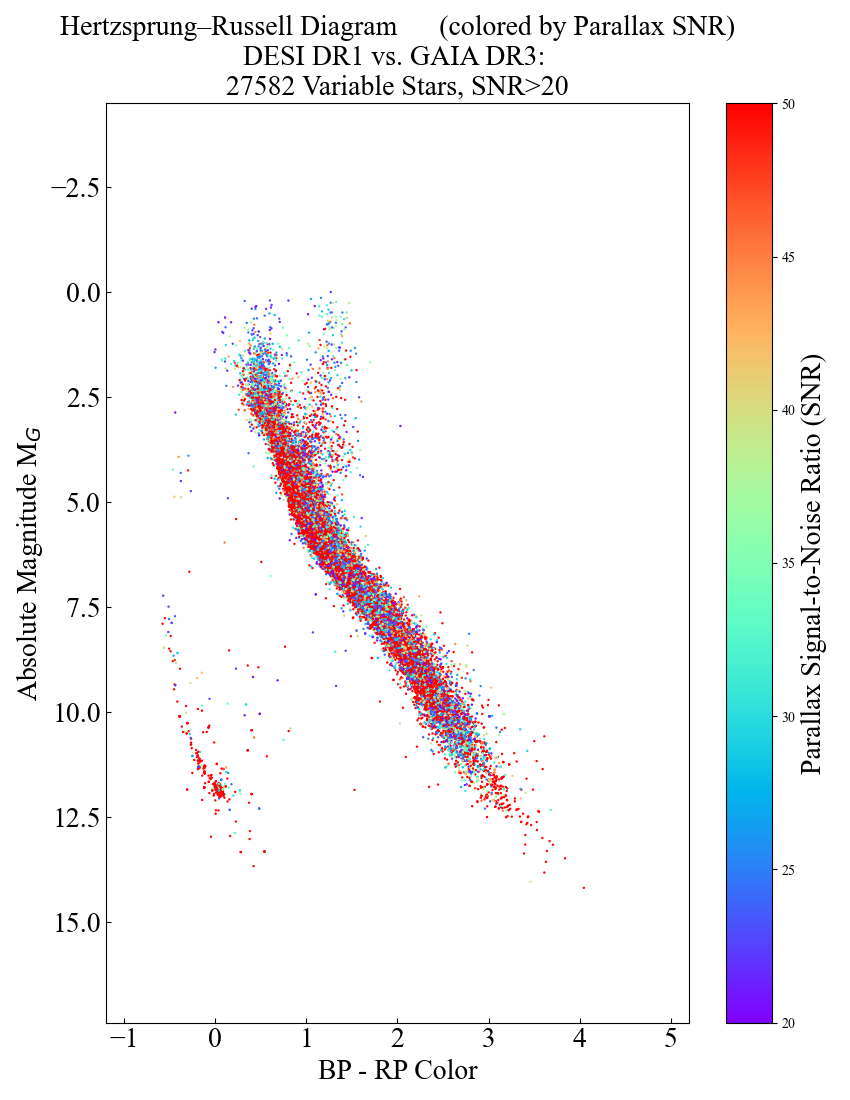 Hertzsprung–Russell Diagram (colored by Parallax SNR)
DESI DR1 vs. GAIA DR3:
27582 Variable Stars, SNR>20
Absolute Magnitude M_G
−2.5
0.0
2.5
5.0
7.5
10.0
12.5
15.0
−1 0 1 2 3 4 5
BP - RP Color
50
45
40
35
30
25
20
Parallax Signal-to-Noise Ratio (SNR)